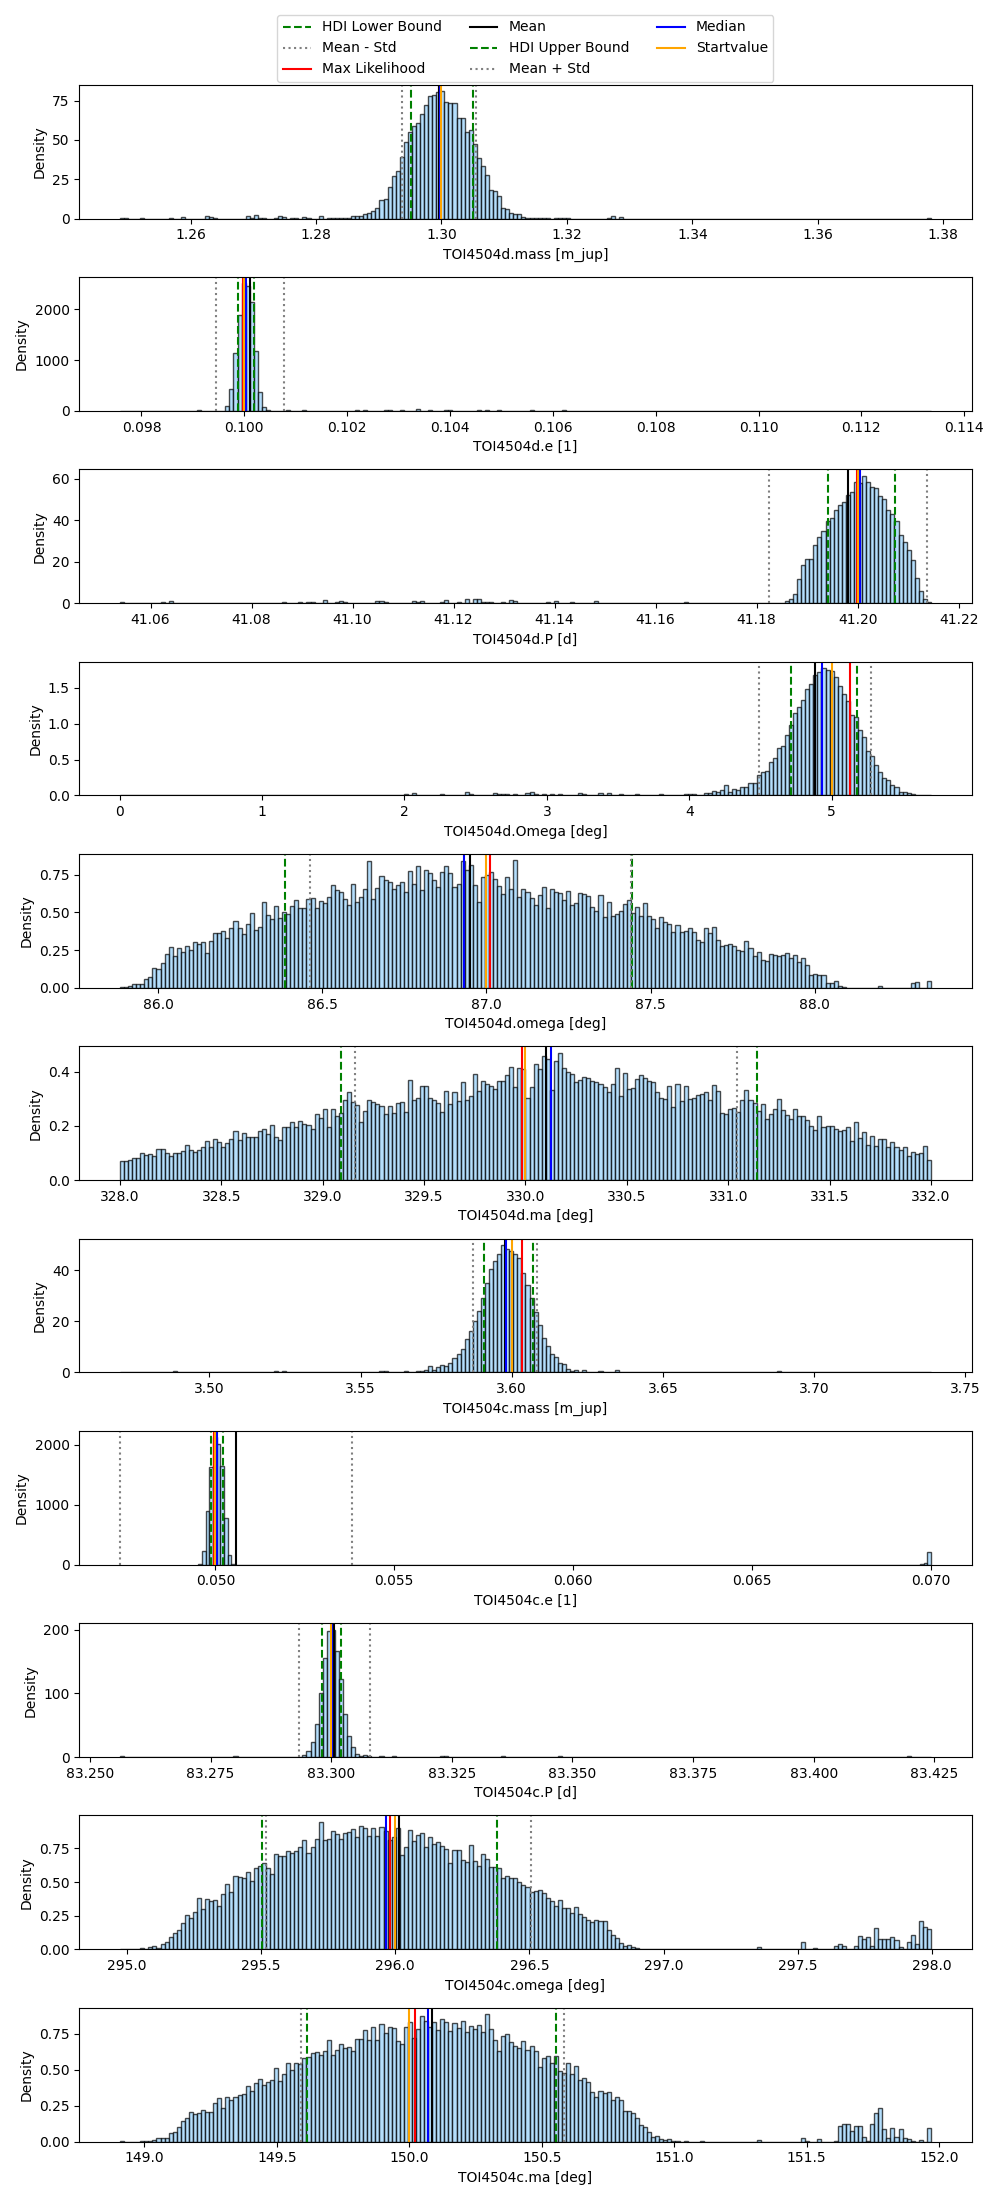 HDI Lower Bound
Mean - Std
Max Likelihood
Mean
HDI Upper Bound
Mean + Std
Median
Startvalue
Density
75
50
25
0
1.26 1.28 1.30 1.32 1.34 1.36 1.38
TOI4504d.mass [m_jup]
Density
2000
1000
0
0.098 0.100 0.102 0.104 0.106 0.108 0.110 0.112 0.114
TOI4504d.e [1]
Density
60
40
20
0
41.06 41.08 41.10 41.12 41.14 41.16 41.18 41.20 41.22
TOI4504d.P [d]
Density
1.5
1.0
0.5
0.0
0 1 2 3 4 5
TOI4504d.Omega [deg]
Density
0.75
0.50
0.25
0.00
86.0 86.5 87.0 87.5 88.0
TOI4504d.omega [deg]
Density
0.4
0.2
0.0
328.0 328.5 329.0 329.5 330.0 330.5 331.0 331.5 332.0
TOI4504d.ma [deg]
Density
40
20
0
3.50 3.55 3.60 3.65 3.70 3.75
TOI4504c.mass [m_jup]
Density
2000
1000
0
0.050 0.055 0.060 0.065 0.070
TOI4504c.e [1]
Density
200
100
0
83.250 83.275 83.300 83.325 83.350 83.375 83.400 83.425
TOI4504c.P [d]
Density
0.75
0.50
0.25
0.00
295.0 295.5 296.0 296.5 297.0 297.5 298.0
TOI4504c.omega [deg]
Density
0.75
0.50
0.25
0.00
149.0 149.5 150.0 150.5 151.0 151.5 152.0
TOI4504c.ma [deg]